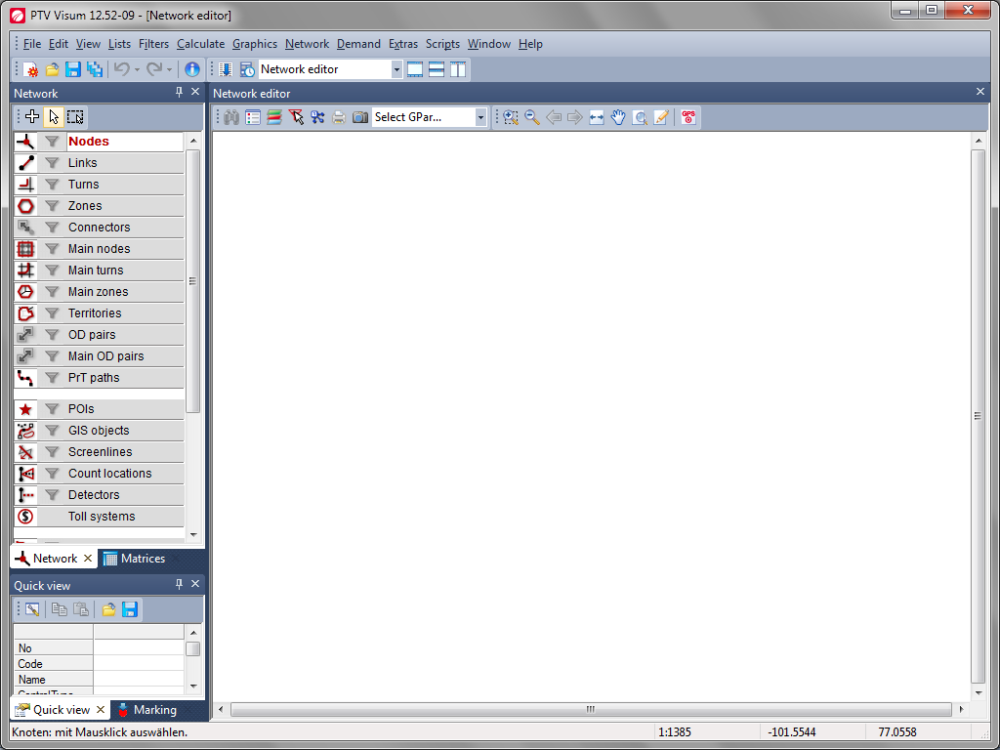 PTV Visum 12.52-09 - [Network editor]
File Edit View Lists Filters Calculate Graphics Network Demand Extras Scripts Window Help
Network editor
Network
Network editor
Select GPar...
GPS
Nodes
Links
Turns
Zones
Connectors
Main nodes
Main turns
Main zones
Territories
OD pairs
Main OD pairs
PrT paths
POIs
GIS objects
Screenlines
Count locations
Detectors
Toll systems
Network Matrices
Quick view
No
Code
Name
ControlType
Quick view Marking
Knoten: mit Mausklick auswählen. 1:1385 -101.5544 77.0558